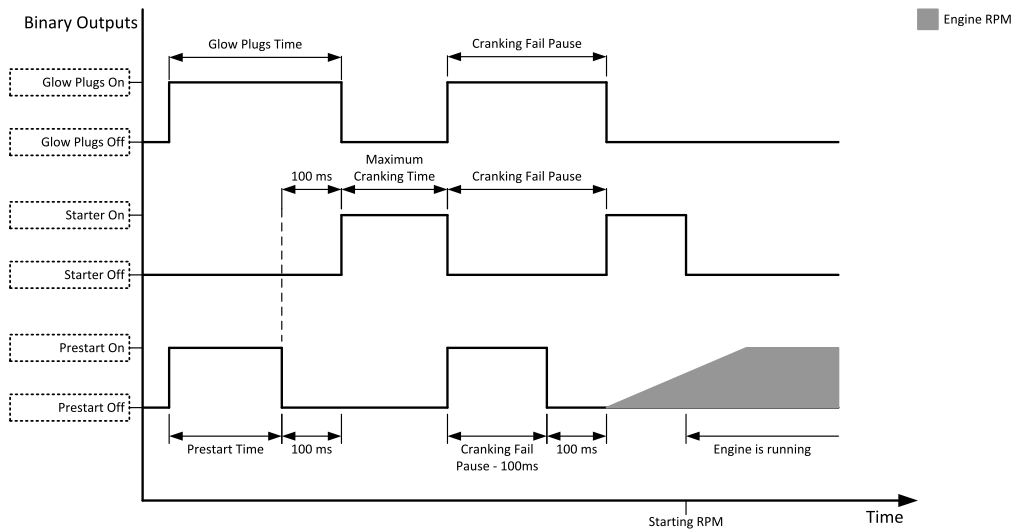 Binary Outputs
Engine RPM
Glow Plugs Time
Cranking Fail Pause
Glow Plugs On
Glow Plugs Off
100 ms
Maximum
Cranking Time
Cranking Fail Pause
Starter On
Starter Off
Prestart On
Prestart Off
Prestart Time
100 ms
Cranking Fail
Pause - 100ms
100 ms
Engine is running
Starting RPM
Time